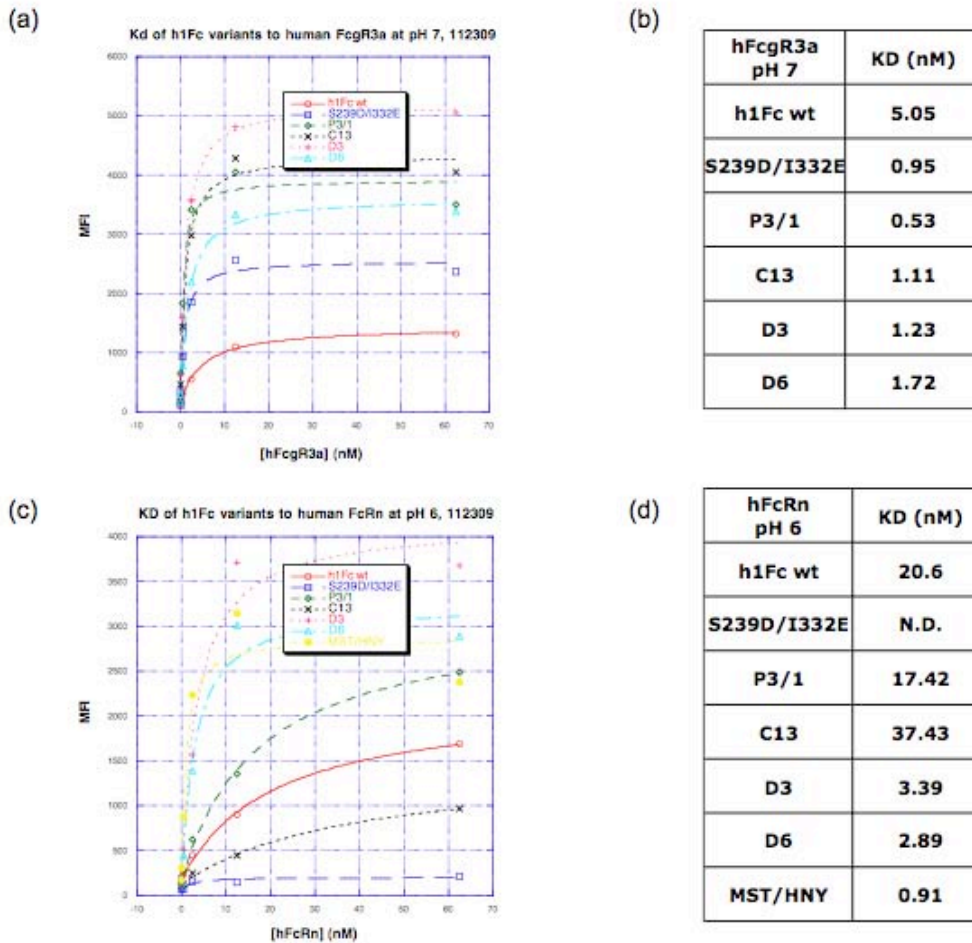 (a)
Kd of h1Fc variants to human FcgR3a at pH 7, 112309
6000
5000
4000
3000
2000
1000
0
MFI
h1Fc wt
S239D/I332E
P3/1
C13
D3
D6
-10 0 10 20 30 40 50 60 70
[hFcgR3a] (nM)
(b)
hFcgR3a pH 7 KD (nM)
h1Fc wt 5.05
S239D/I332E 0.95
P3/1 0.53
C13 1.11
D3 1.23
D6 1.72
(c)
KD of h1Fc variants to human FcRn at pH 6, 112309
4000
3500
3000
2500
2000
1500
1000
500
0
MFI
h1Fc wt
S239D/I332E
P3/1
C13
D3
D6
MST/HNY
-10 0 10 20 30 40 50 60 70
[hFcRn] (nM)
(d)
hFcRn pH 6 KD (nM)
h1Fc wt 20.6
S239D/I332E N.D.
P3/1 17.42
C13 37.43
D3 3.39
D6 2.89
MST/HNY 0.91